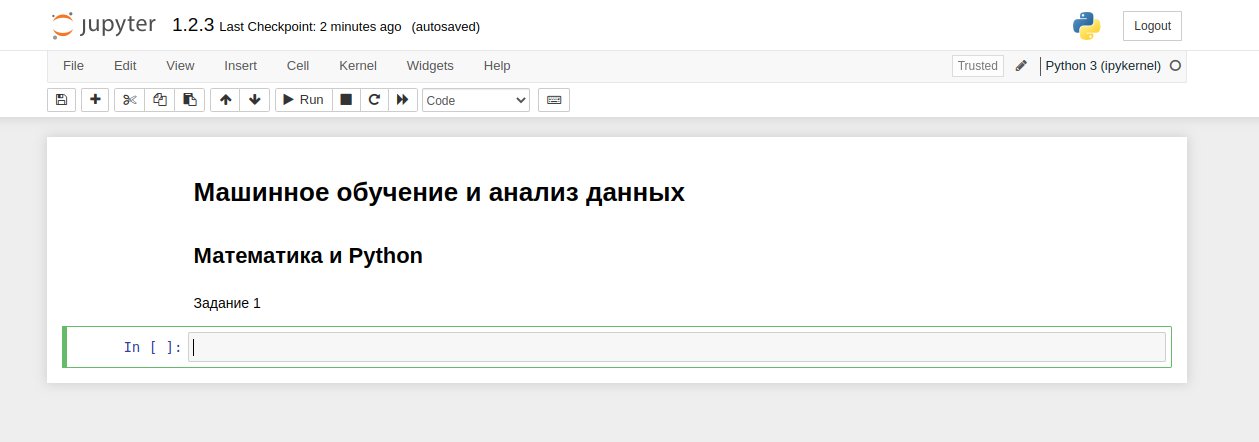 jupyter 1.2.3 Last Checkpoint: 2 minutes ago (autosaved) Logout
File Edit View Insert Cell Kernel Widgets Help Trusted Python 3 (ipykernel)
Run Code
Машинное обучение и анализ данных
Математика и Python
Задание 1
In [ ]: